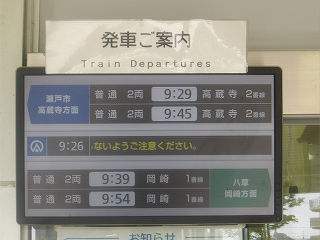 発車ご案内
Train Departures
瀬戸市
高蔵寺方面
普通 2両 9:29 高蔵寺 2番線
普通 2両 9:45 高蔵寺 2番線
9:26 ないようご注意ください。
普通 2両 9:39 岡崎 1番線
普通 2両 9:54 岡崎 1番線
八草
岡崎方面
お知らせ